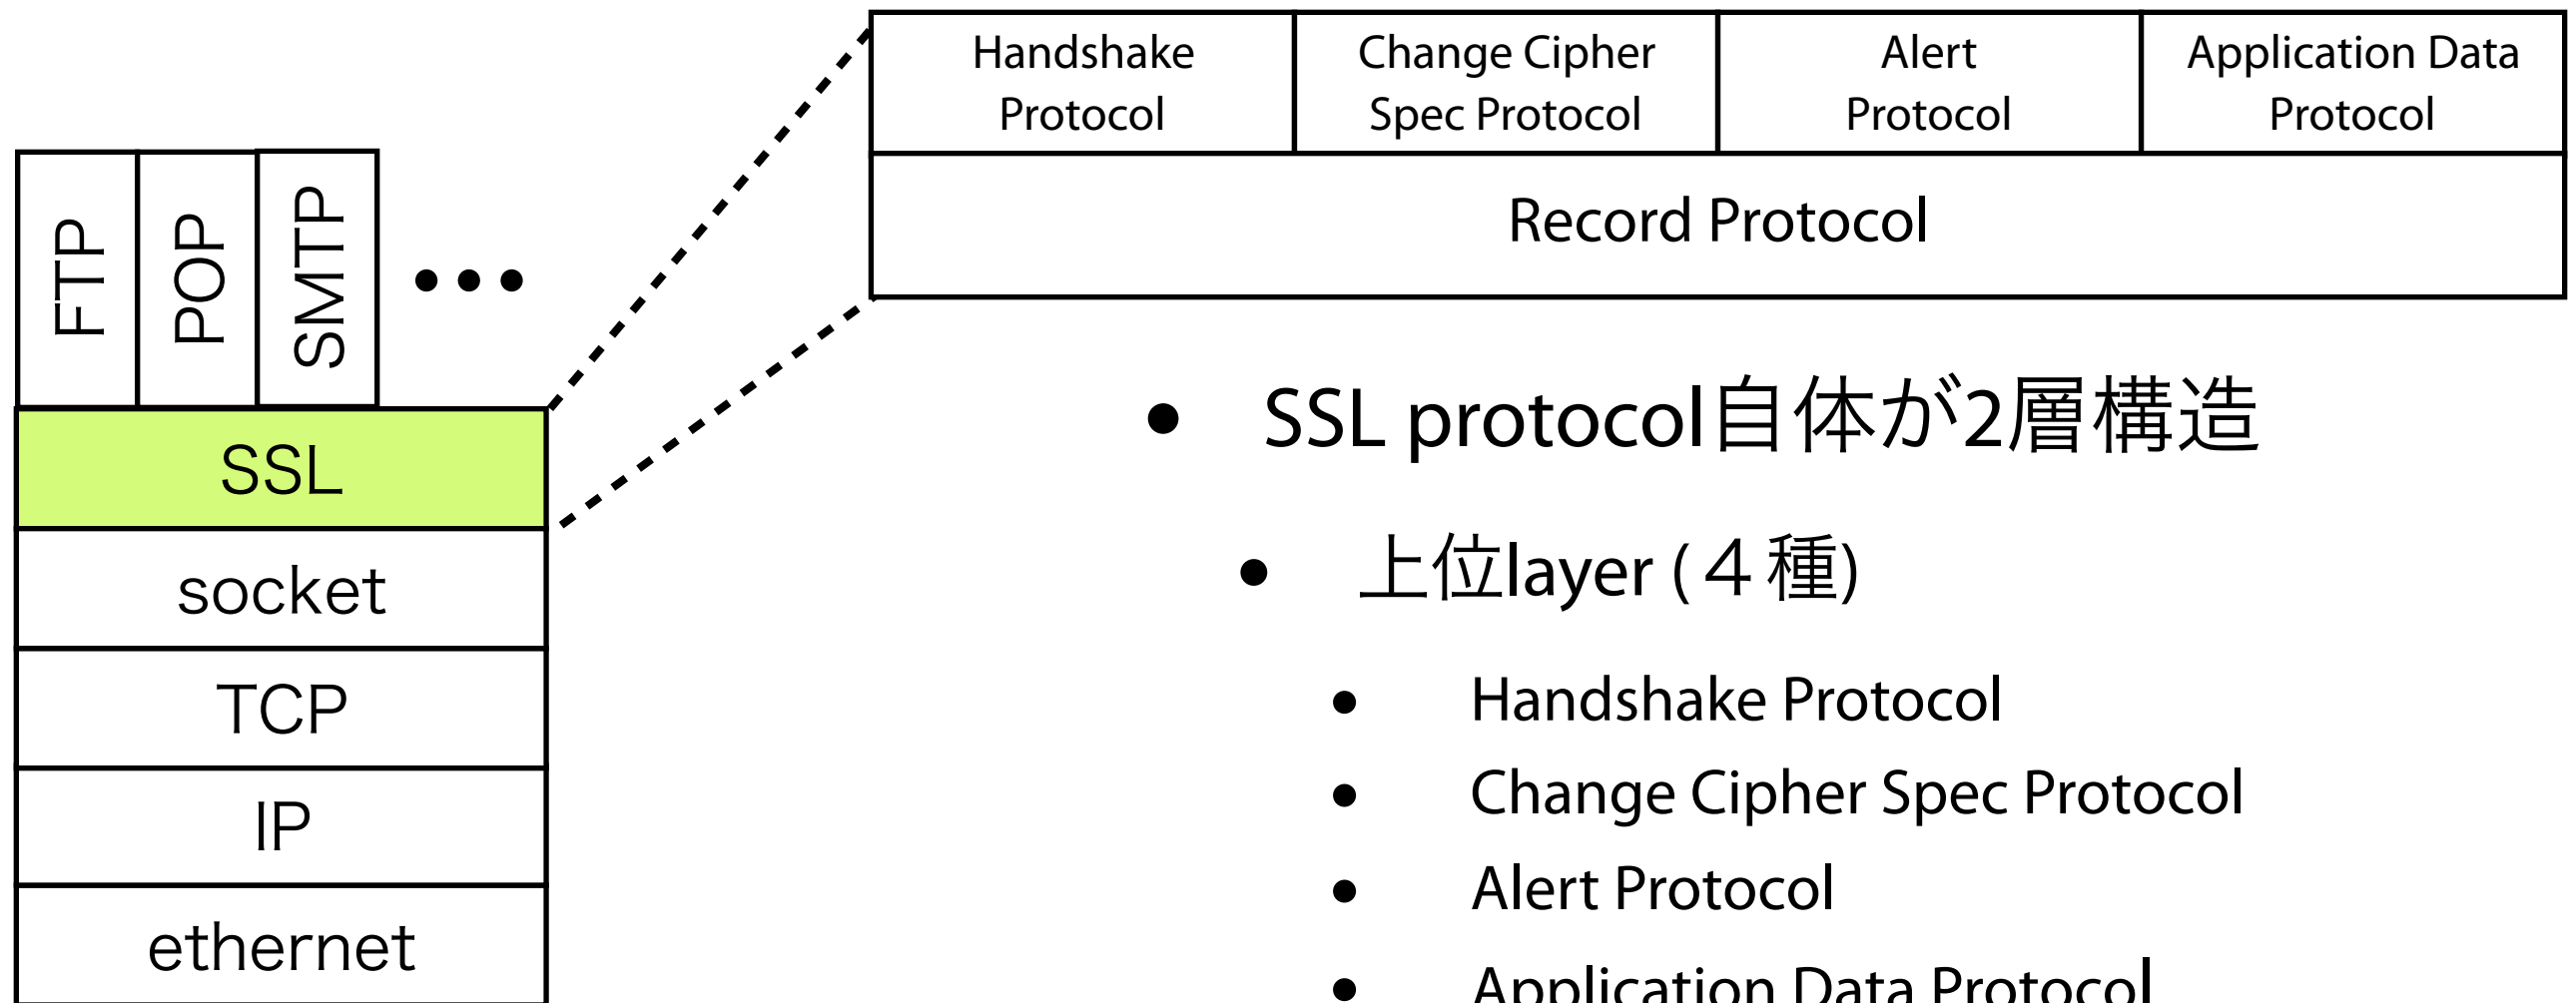 Handshake
Protocol
Change Cipher
Spec Protocol
Alert
Protocol
Application Data
Protocol
Record Protocol
FTP
POP
SMTP
•••
SSL
socket
TCP
IP
ethernet
• SSL protocol自体が2層構造
• 上位layer (４種)
• Handshake Protocol
• Change Cipher Spec Protocol
• Alert Protocol
• Application Data Protocol